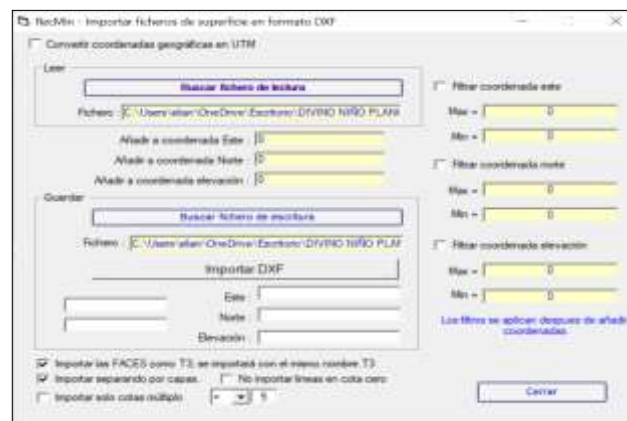 RecMin - Importar ficheros de superficie en formato DXF
Convertir coordenadas geográficas en UTM
Leer
Buscar fichero de lectura
Fichero : C:\Users\alian\OneDrive\Escritorio\DIVINO NIÑO PLANI
Añadir a coordenada Este : 0
Añadir a coordenada Norte : 0
Añadir a coordenada elevación : 0
Guardar
Buscar fichero de escritura
Fichero : C:\Users\alian\OneDrive\Escritorio\DIVINO NIÑO PLANI
Importar DXF
Este
Norte
Elevación
Importar las FACES como T3, se importará con el mismo nombre T3
Importar separando por capas.
No importar líneas en cota cero
Importar solo cotas múltiplo
= 5
Filtrar coordenada este
Max = 0
Min = 0
Filtrar coordenada norte
Max = 0
Min = 0
Filtrar coordenada elevación
Max = 0
Min = 0
Los filtros se aplican despues de añadir
coordenadas
Cerrar